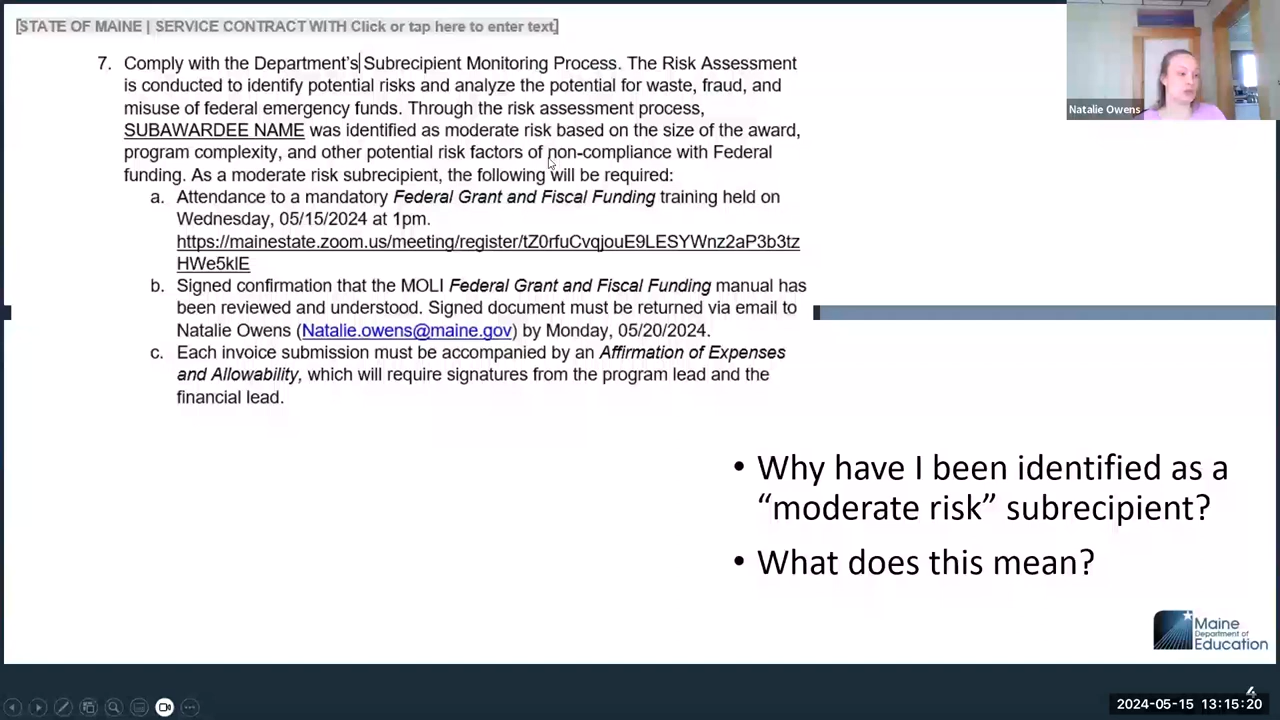 [STATE OF MAINE | SERVICE CONTRACT WITH Click or tap here to enter text.]
7. Comply with the Department's Subrecipient Monitoring Process. The Risk Assessment
is conducted to identify potential risks and analyze the potential for waste, fraud, and
misuse of federal emergency funds. Through the risk assessment process,
SUBAWARDEE NAME was identified as moderate risk based on the size of the award,
program complexity, and other potential risk factors of non-compliance with Federal
funding. As a moderate risk subrecipient, the following will be required:
a. Attendance to a mandatory Federal Grant and Fiscal Funding training held on
Wednesday, 05/15/2024 at 1pm.
https://mainestate.zoom.us/meeting/register/tZ0rfuCvqjouE9LESYWnz2aP3b3tz
HWe5klE
b. Signed confirmation that the MOLI Federal Grant and Fiscal Funding manual has
been reviewed and understood. Signed document must be returned via email to
Natalie Owens (Natalie.owens@maine.gov) by Monday, 05/20/2024.
c. Each invoice submission must be accompanied by an Affirmation of Expenses
and Allowability, which will require signatures from the program lead and the
financial lead.
Natalie Owens
• Why have I been identified as a
“moderate risk” subrecipient?
• What does this mean?
Maine
Department of
Education
4
2024-05-15 13:15:20